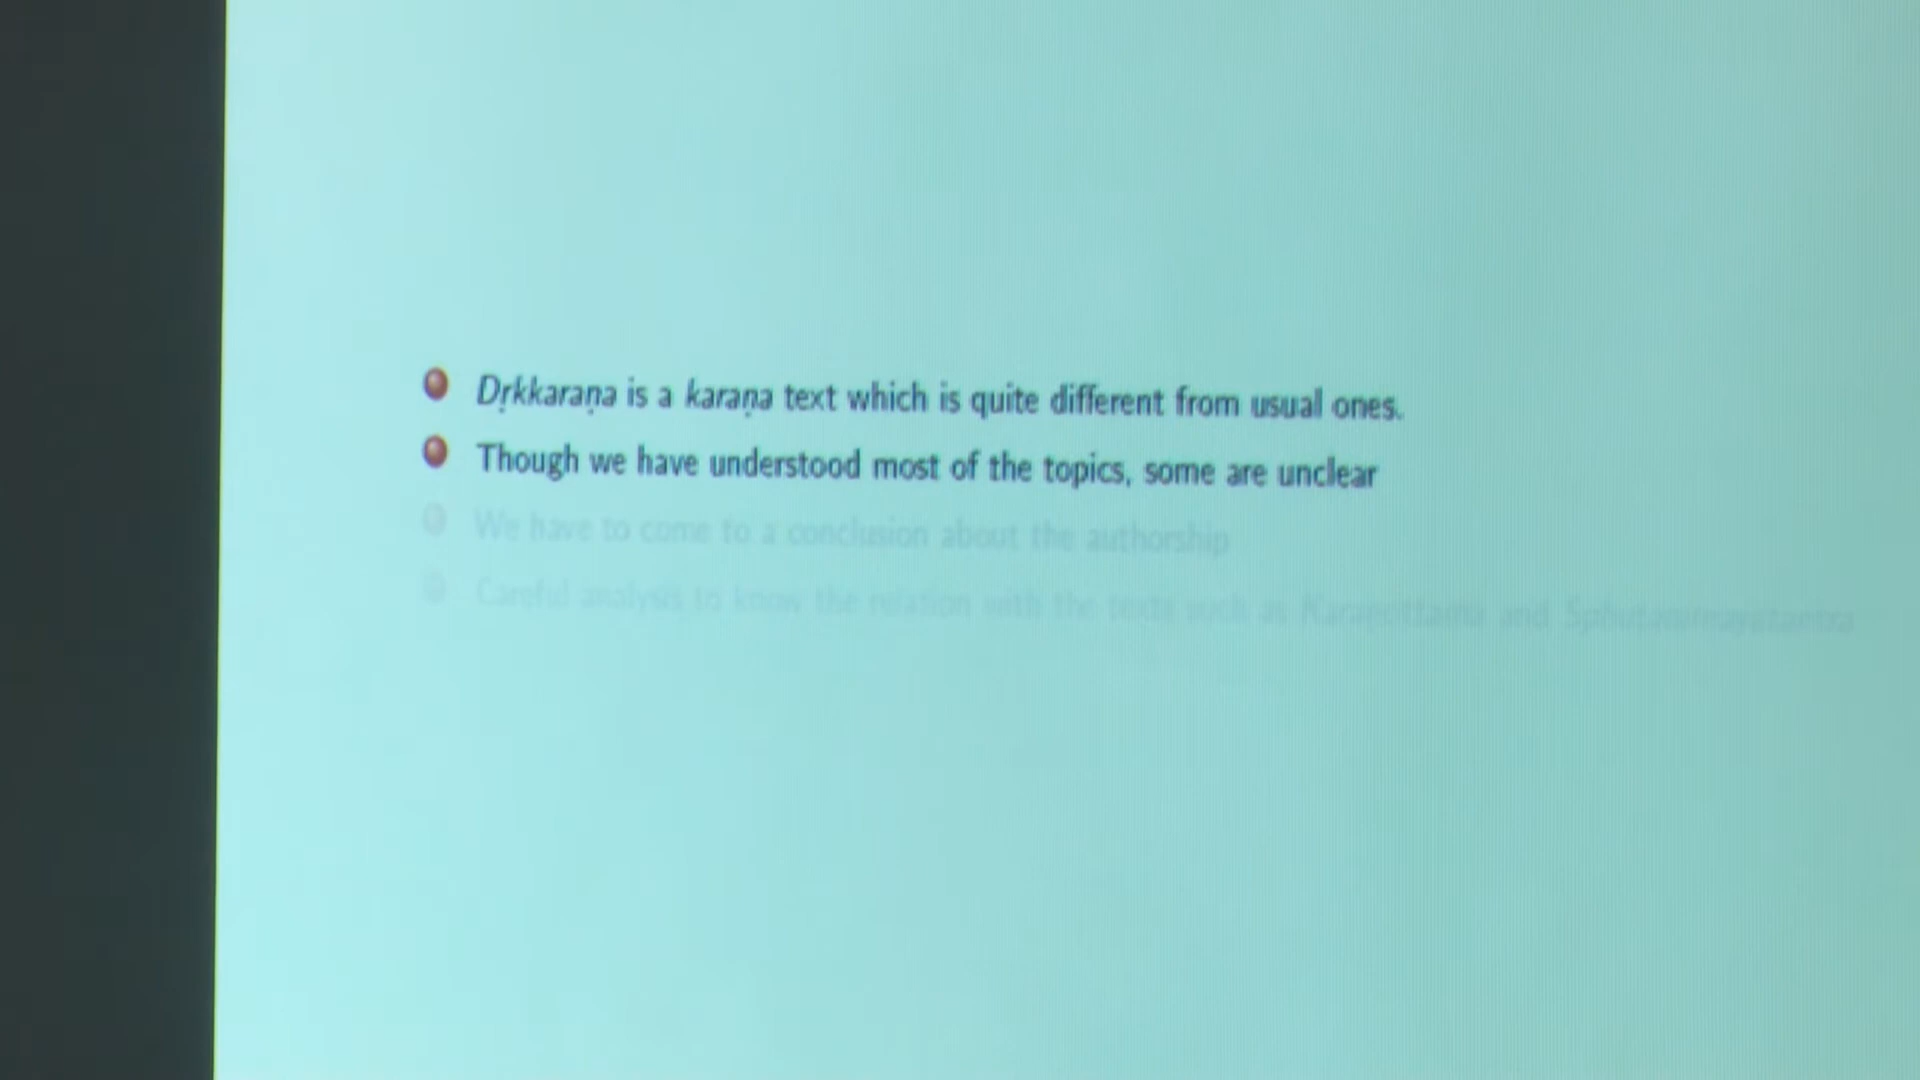 Dṛkkaraṇa is a karaṇa text which is quite different from usual ones.
Though we have understood most of the topics, some are unclear
We have to come to a conclusion about the authorship
Careful analysis to know the relation with the texts such as Karaṇottama and Sphuṭanirṇayatantra